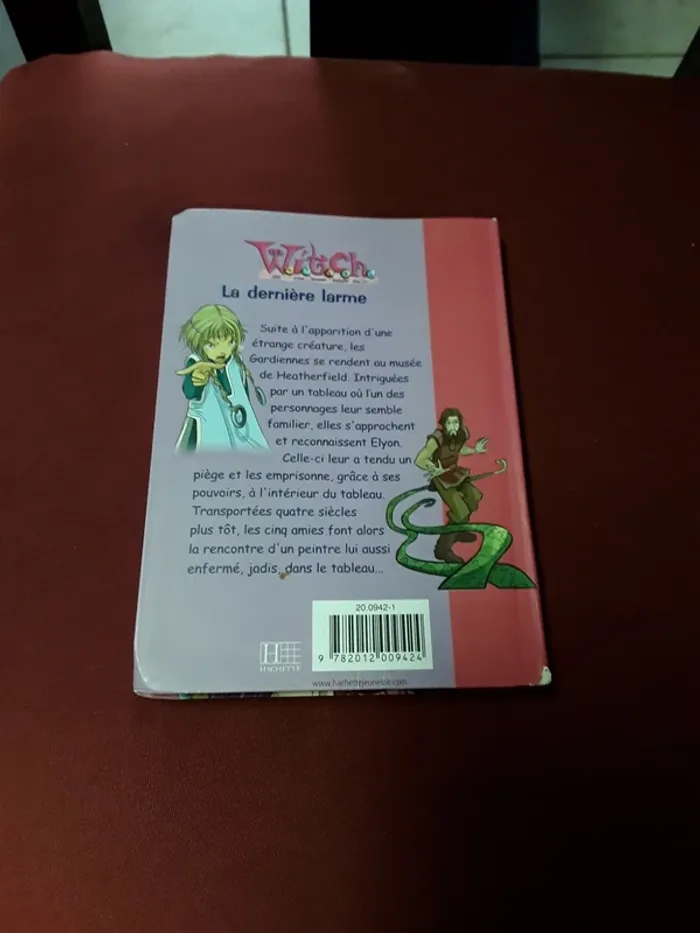 W.i.t.c.h.
La dernière larme
Suite à l'apparition d'une
étrange créature, les
Gardiennes se rendent au musée
de Heatherfield. Intriguées
par un tableau où l'un des
personnages leur semble
familier, elles s'approchent
et reconnaissent Elyon.
Celle-ci leur a tendu un
piège et les emprisonne, grâce à ses
pouvoirs, à l'intérieur du tableau.
Transportées quatre siècles
plus tôt, les cinq amies font alors
la rencontre d'un peintre lui aussi
enfermé, jadis, dans le tableau...
20.0942-1
9 782012 009424
HACHETTE
www.hachettejeunesse.com